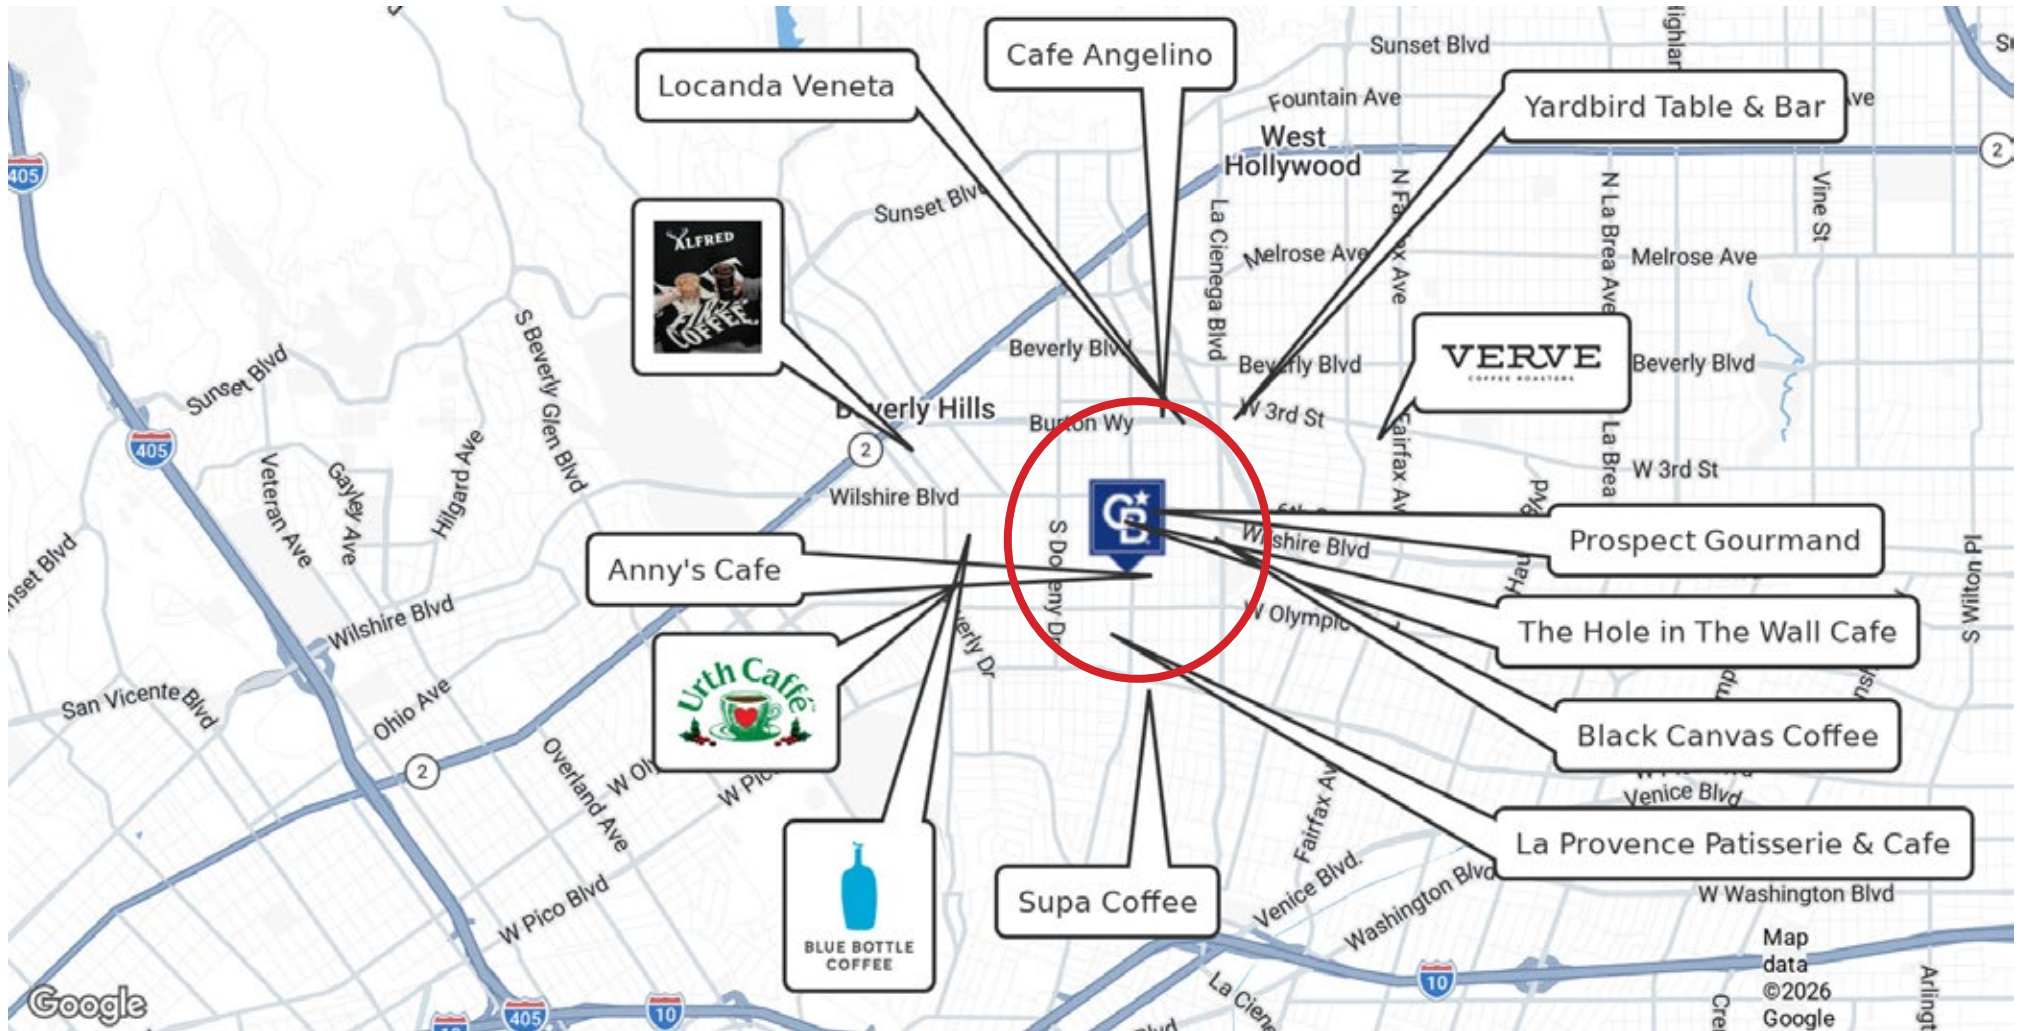 Cafe Angelino
Sunset Blvd
Locanda Veneta
Fountain Ave
Yardbird Table & Bar
West
Hollywood
2
405
Sunset Blv
N La Brea Ave
Vine St
ALFRED
COFFEE
La Cienega Blvd
Melrose Ave
Melrose Ave
S Beverly Glen Blvd
Beverly Blvd
Beverly Blvd
VERVE
COFFEE ROASTERS
Beverly Blvd
Sunset Blvd
Beverly Hills
Burton Wy
W 3rd St
405
2
Veteran Ave
Gayley Ave
Hilgard Ave
Wilshire Blvd
La Brea
W 3rd St
GB
Prospect Gourmand
Wilshire Blvd
Anny's Cafe
S Doheny Dr
The Hole in The Wall Cafe
S Wilton Pl
W Olympic
Wilshire Blvd
Urth Caffé
San Vicente Blvd
Ohio Ave
Black Canvas Coffee
2
Overland Ave
Venice Blvd
BLUE BOTTLE
COFFEE
La Provence Patisserie & Cafe
Supa Coffee
W Pico Blvd
Venice Blvd.
Washington Blvd
W Washington Blvd
10
Map
data
©2026
Google
Google
405
10